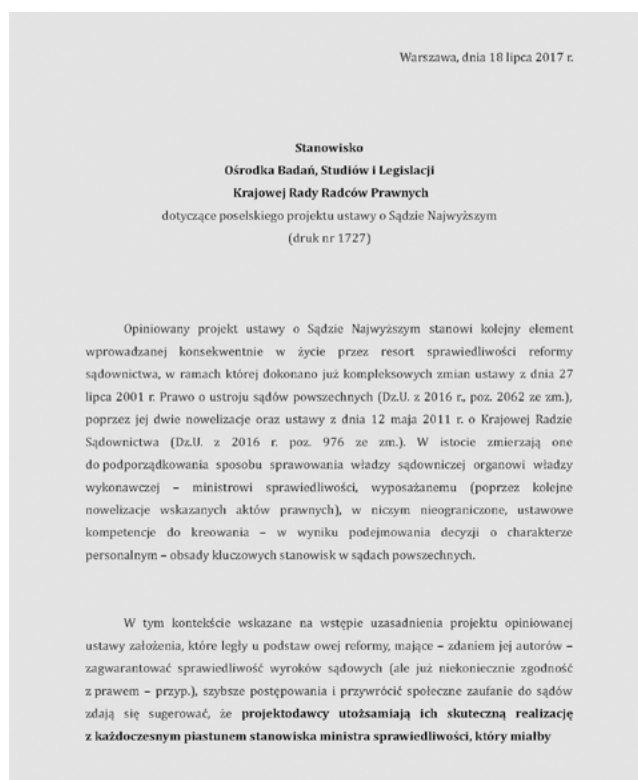 Warszawa, dnia 18 lipca 2017 r.
Stanowisko
Ośrodka Badań, Studiów i Legislacji
Krajowej Rady Radców Prawnych
dotyczące poselskiego projektu ustawy o Sądzie Najwyższym
(druk nr 1727)
Opiniowany projekt ustawy o Sądzie Najwyższym stanowi kolejny element
wprowadzanej konsekwentnie w życie przez resort sprawiedliwości reformy
sądownictwa, w ramach której dokonano już kompleksowych zmian ustawy z dnia 27
lipca 2001 r. Prawo o ustroju sądów powszechnych (Dz.U. z 2016 r., poz. 2062 ze zm.),
poprzez jej dwie nowelizacje oraz ustawy z dnia 12 maja 2011 r. o Krajowej Radzie
Sądownictwa (Dz.U. z 2016 r. poz. 976 ze zm.). W istocie zmierzają one
do podporządkowania sposobu sprawowania władzy sądowniczej organowi władzy
wykonawczej – ministrowi sprawiedliwości, wyposażanemu (poprzez kolejne
nowelizacje wskazanych aktów prawnych), w niczym nieograniczone, ustawowe
kompetencje do kreowania – w wyniku podejmowania decyzji o charakterze
personalnym – obsady kluczowych stanowisk w sądach powszechnych.
W tym kontekście wskazane na wstępie uzasadnienia projektu opiniowanej
ustawy założenia, które legły u podstaw owej reformy, mające – zdaniem jej autorów –
zagwarantować sprawiedliwość wyroków sądowych (ale już niekoniecznie zgodność
z prawem – przyp.), szybsze postępowania i przywrócić społeczne zaufanie do sądów
zdają się sugerować, że projektodawcy utożsamiają ich skuteczną realizację
z każdoczesnym piastunem stanowiska ministra sprawiedliwości, który miałby